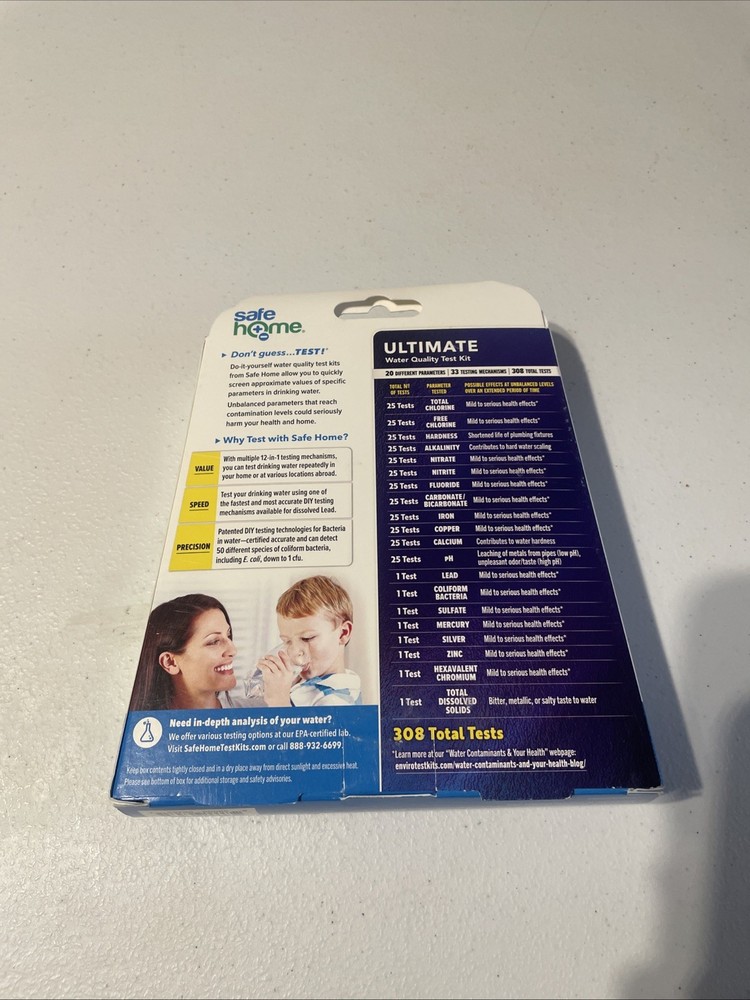 safe
home®
Don't guess...TEST!®
Do-it-yourself water quality test kits
from Safe Home allow you to quickly
screen approximate values of specific
parameters in drinking water.
Unbalanced parameters that reach
contamination levels could seriously
harm your health and home.
Why Test with Safe Home?
VALUE
With multiple 12-in-1 testing mechanisms,
you can test drinking water repeatedly in
your home or at various locations abroad.
SPEED
Test your drinking water using one of
the fastest and most accurate DIY testing
mechanisms available for dissolved Lead.
PRECISION
Patented DIY testing technologies for Bacteria
in water—certified accurate and can detect
50 different species of coliform bacteria,
including E. coli, down to 1 cfu.
Need in-depth analysis of your water?
We offer various testing options at our EPA-certified lab.
Visit SafeHomeTestKits.com or call 888-932-6699.
Keep box contents tightly closed and in a dry place away from direct sunlight and excessive heat.
Please see bottom of box for additional storage and safety advisories.
ULTIMATE
Water Quality Test Kit
20 DIFFERENT PARAMETERS | 33 TESTING MECHANISMS | 308 TOTAL TESTS
TOTAL KIT
OF TESTS
PARAMETER
TESTED
POSSIBLE EFFECTS AT UNBALANCED LEVELS
OVER AN EXTENDED PERIOD OF TIME
25 Tests TOTAL CHLORINE Mild to serious health effects*
25 Tests FREE CHLORINE Mild to serious health effects*
25 Tests HARDNESS Shortened life of plumbing fixtures
25 Tests ALKALINITY Contributes to hard water scaling
25 Tests NITRATE Mild to serious health effects*
25 Tests NITRITE Mild to serious health effects*
25 Tests FLUORIDE Mild to serious health effects*
25 Tests CARBONATE/ BICARBONATE Mild to serious health effects*
25 Tests IRON Mild to serious health effects*
25 Tests COPPER Mild to serious health effects*
25 Tests CALCIUM Contributes to water hardness
25 Tests pH Leaching of metals from pipes (low pH),
unpleasant odor/taste (high pH)
1 Test LEAD Mild to serious health effects*
1 Test COLIFORM BACTERIA Mild to serious health effects*
1 Test SULFATE Mild to serious health effects*
1 Test MERCURY Mild to serious health effects*
1 Test SILVER Mild to serious health effects*
1 Test ZINC Mild to serious health effects*
1 Test HEXAVALENT CHROMIUM Mild to serious health effects*
1 Test TOTAL DISSOLVED SOLIDS Bitter, metallic, or salty taste to water
308 Total Tests
*Learn more at our "Water Contaminants & Your Health" webpage:
envirotestkits.com/water-contaminants-and-your-health-blog/